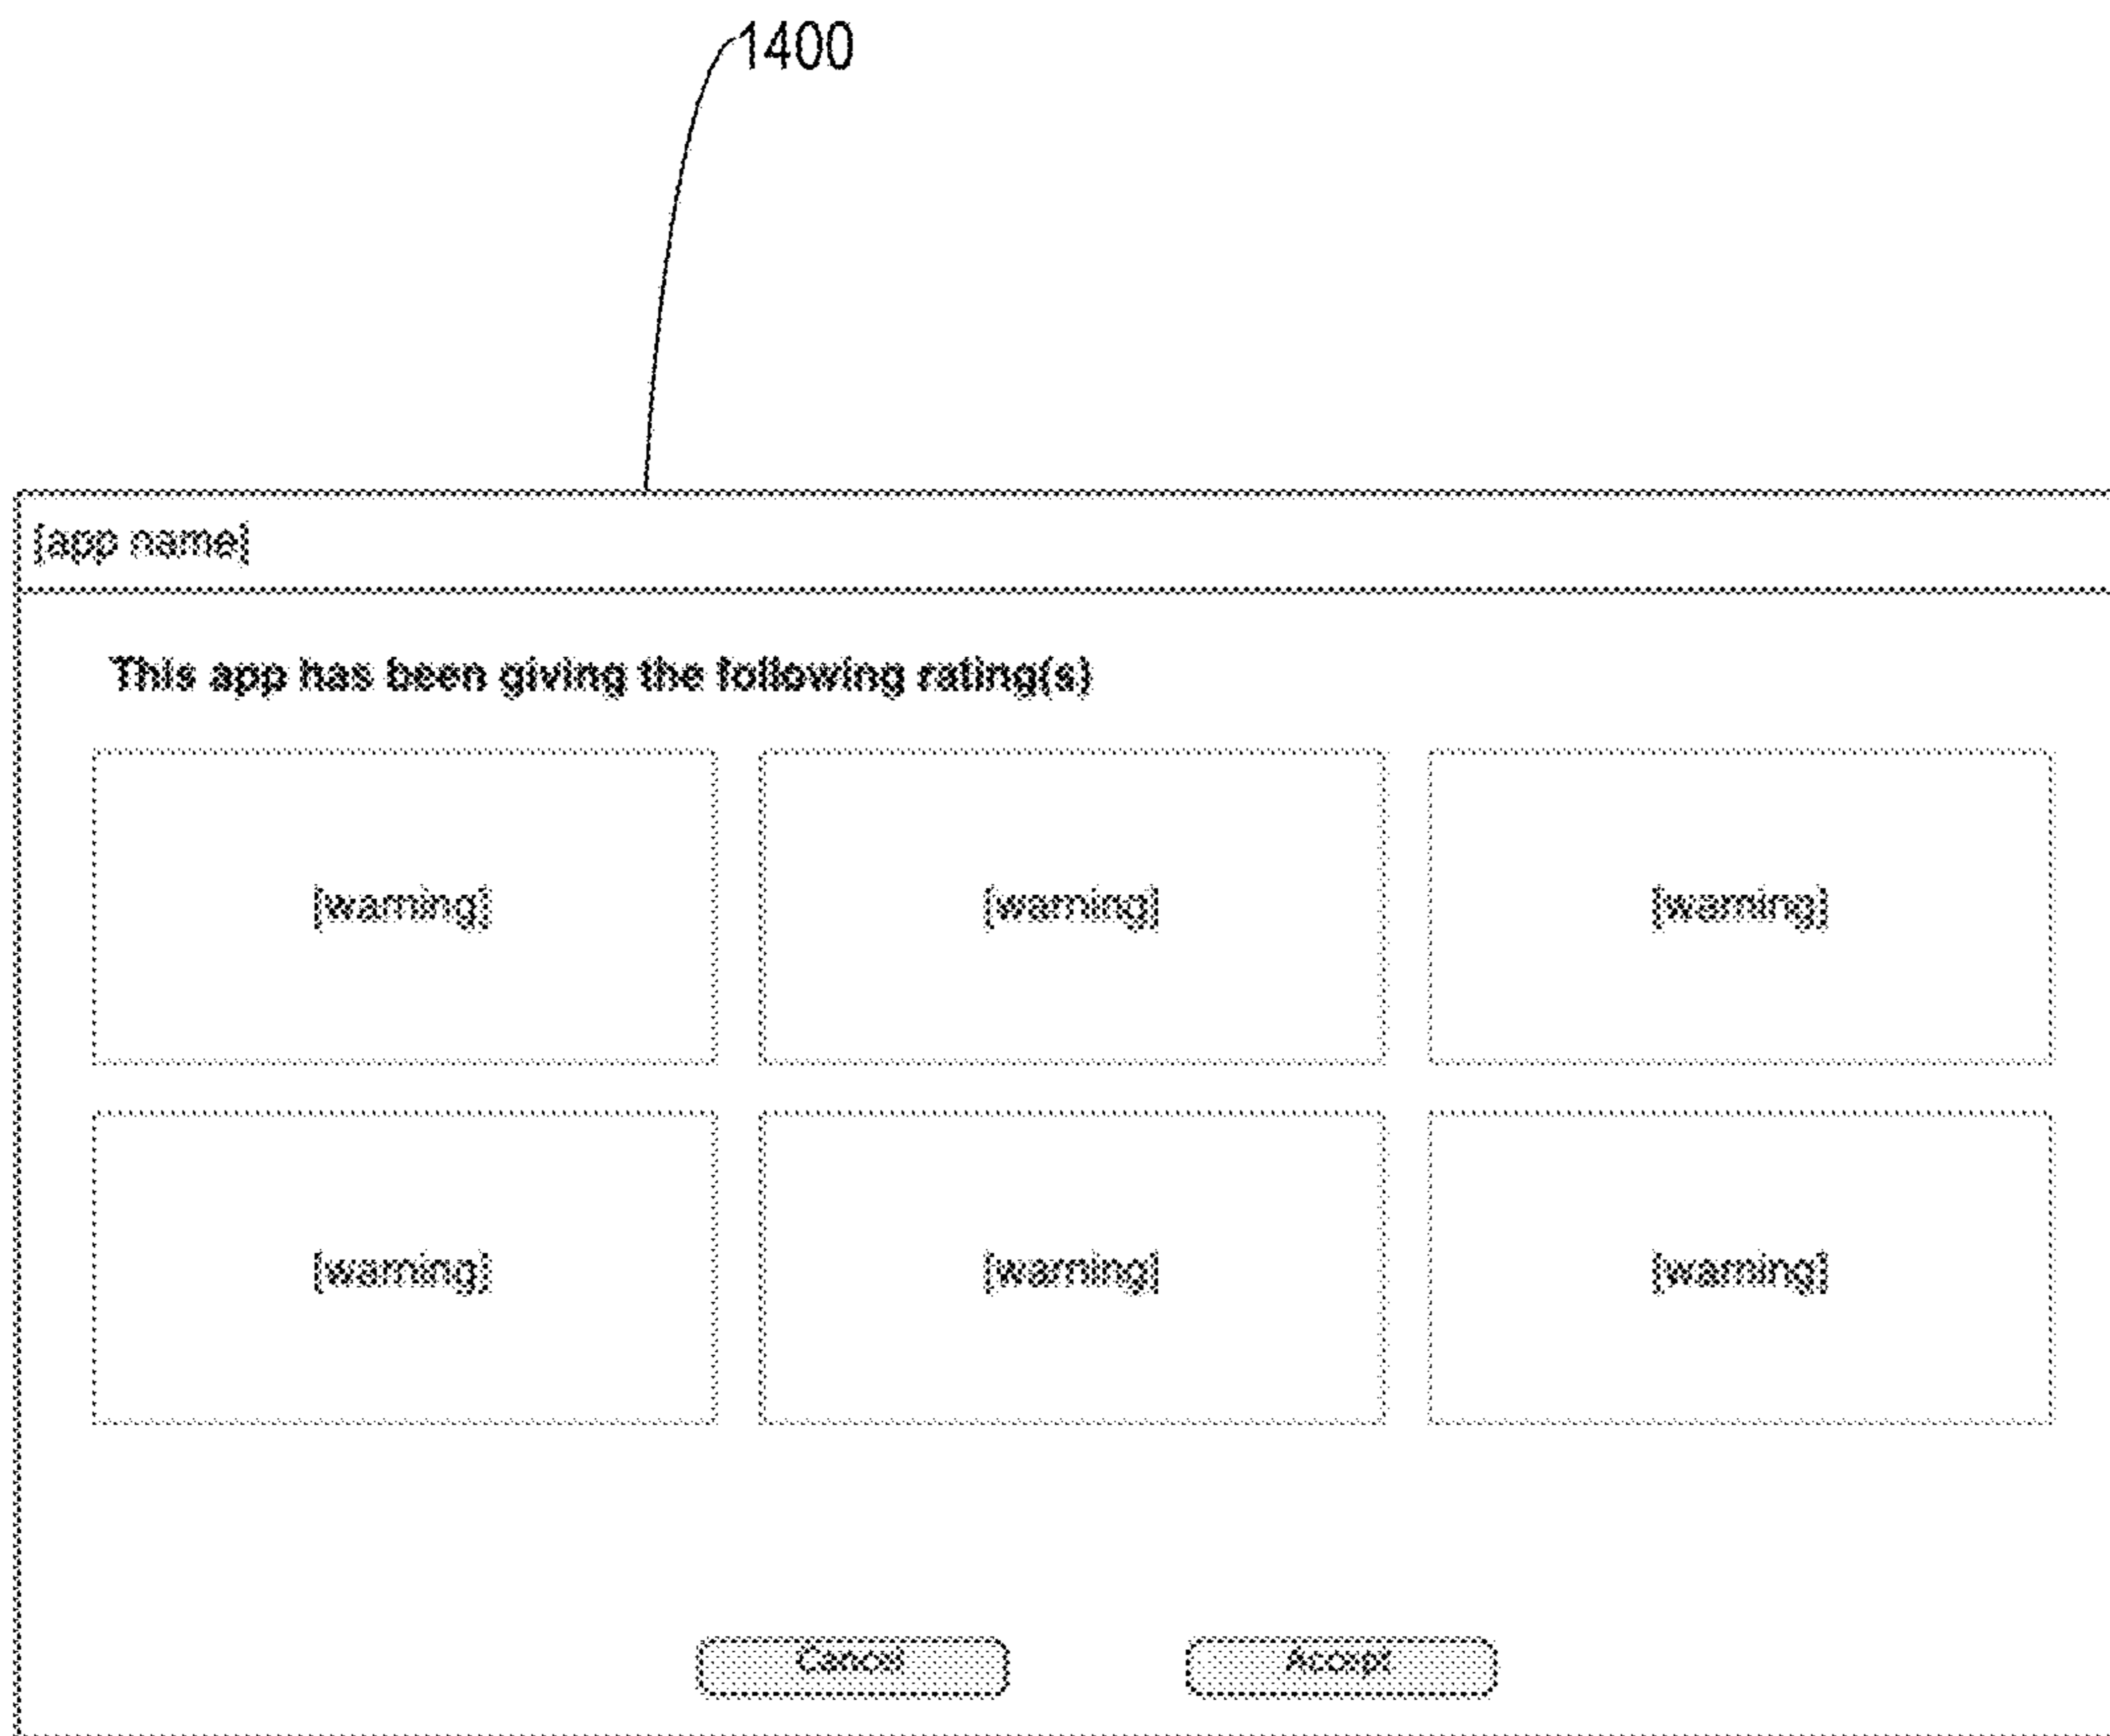 1400
[app name]
This app has been giving the following rating(s)
[warning] [warning] [warning]
[warning] [warning] [warning]
Cancel Accept